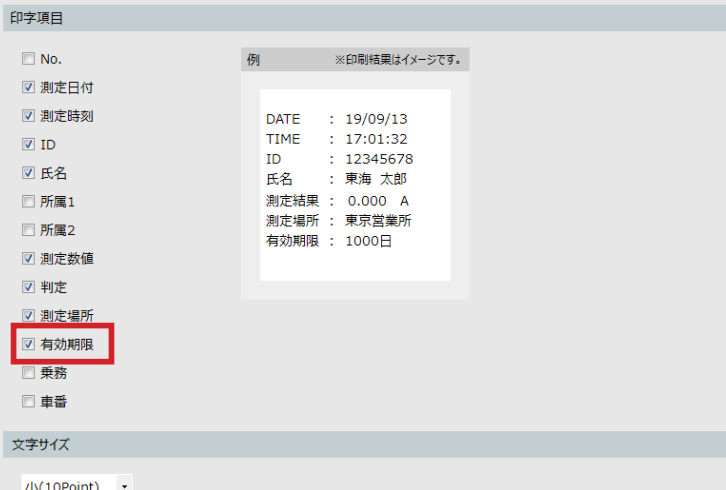 印字項目
No.
測定日付
測定時刻
ID
氏名
所属1
所属2
測定数値
判定
測定場所
有効期限
乗務
車番
例 ※印刷結果はイメージです。
DATE : 19/09/13
TIME : 17:01:32
ID : 12345678
氏名 : 東海 太郎
測定結果 : 0.000 A
測定場所 : 東京営業所
有効期限 : 1000日
文字サイズ
小(10Point)